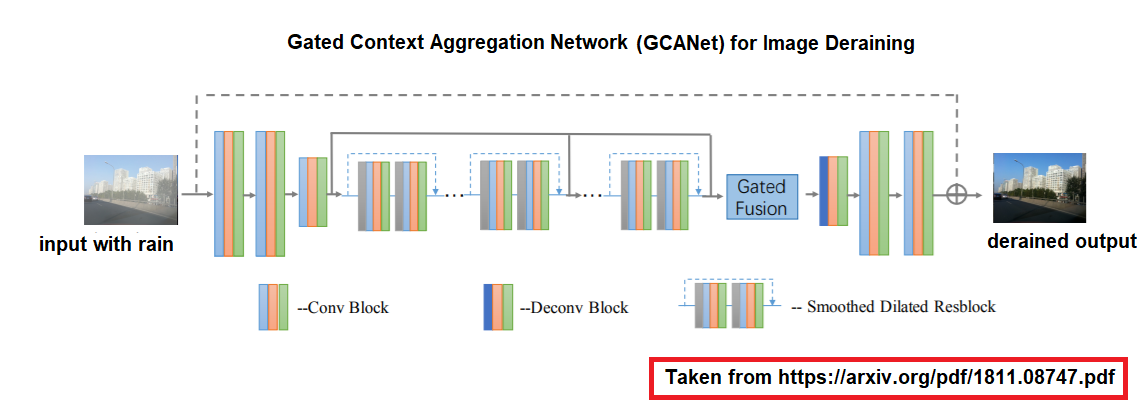 Gated Context Aggregation Network (GCANet) for Image Deraining
input with rain
Gated
Fusion
derained output
--Conv Block
--Deconv Block
-- Smoothed Dilated Resblock
Taken from https://arxiv.org/pdf/1811.08747.pdf